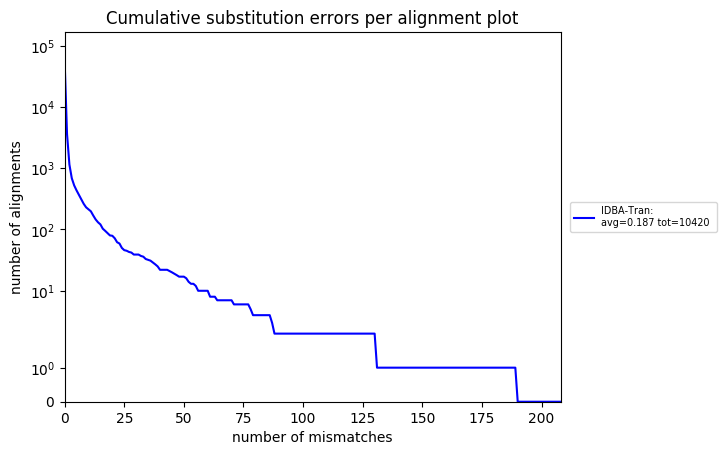 Cumulative substitution errors per alignment plot
number of alignments
10^5
10^4
10^3
10^2
10^1
10^0
0
0 25 50 75 100 125 150 175 200
number of mismatches
IDBA-Tran:
avg=0.187 tot=10420